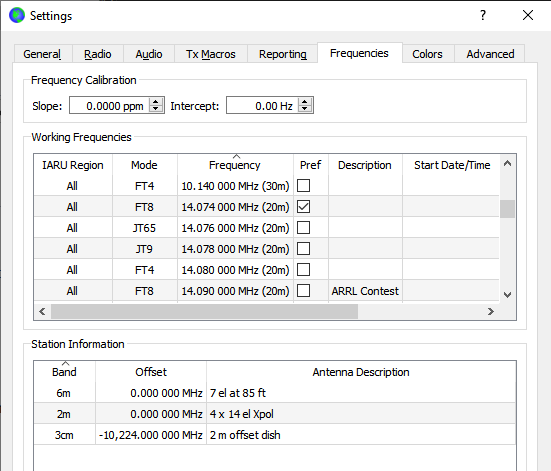 Settings
General Radio Audio Tx Macros Reporting Frequencies Colors Advanced
Frequency Calibration
Slope: 0.0000 ppm Intercept: 0.00 Hz
Working Frequencies
IARU Region Mode Frequency Pref Description Start Date/Time
All FT4 10.140 000 MHz (30m)
All FT8 14.074 000 MHz (20m)
All JT65 14.076 000 MHz (20m)
All JT9 14.078 000 MHz (20m)
All FT4 14.080 000 MHz (20m)
All FT8 14.090 000 MHz (20m) ARRL Contest
Station Information
Band Offset Antenna Description
6m 0.000 000 MHz 7 el at 85 ft
2m 0.000 000 MHz 4 x 14 el Xpol
3cm -10,224.000 000 MHz 2 m offset dish